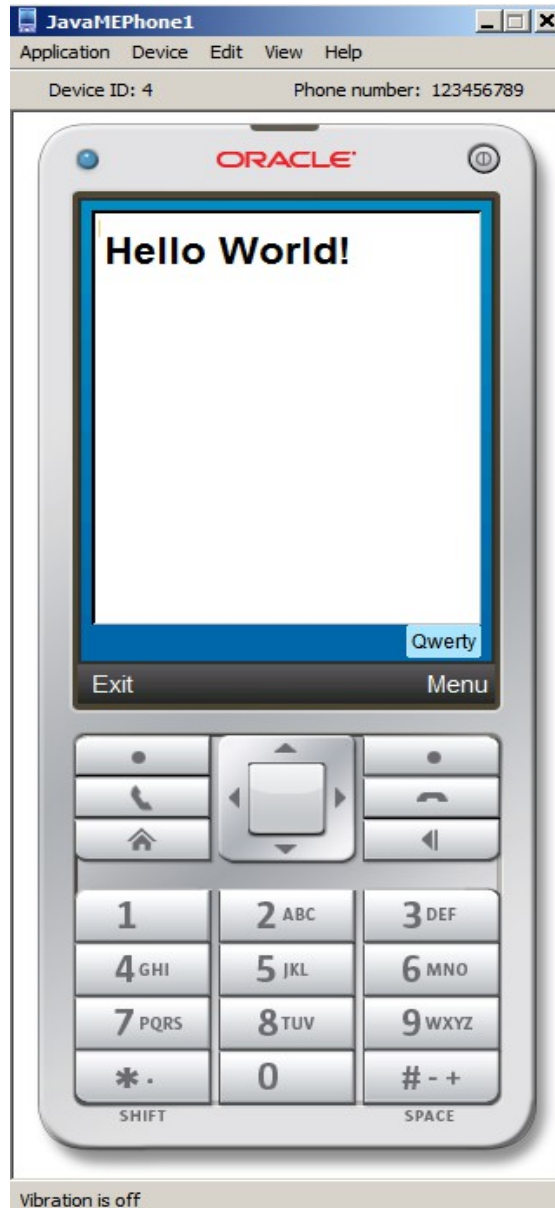 JavaMEPhone1
Application Device Edit View Help
Device ID: 4 Phone number: 123456789
ORACLE
Hello World!
Qwerty
Exit Menu
1 2 ABC 3 DEF
4 GHI 5 JKL 6 MNO
7 PQRS 8 TUV 9 WXYZ
* . 0 # - +
SHIFT SPACE
Vibration is off